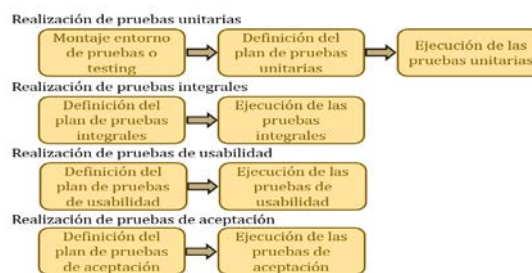 Realización de pruebas unitarias
Montaje entorno
de pruebas o
testing
Definición del
plan de pruebas
unitarias
Ejecución de las
pruebas unitarias
Realización de pruebas integrales
Definición del
plan de pruebas
integrales
Ejecución de las
pruebas
integrales
Realización de pruebas de usabilidad
Definición del
plan de pruebas
de usabilidad
Ejecución de las
pruebas de
usabilidad
Realización de pruebas de aceptación
Definición del
plan de pruebas
de aceptación
Ejecución de las
pruebas de
aceptación